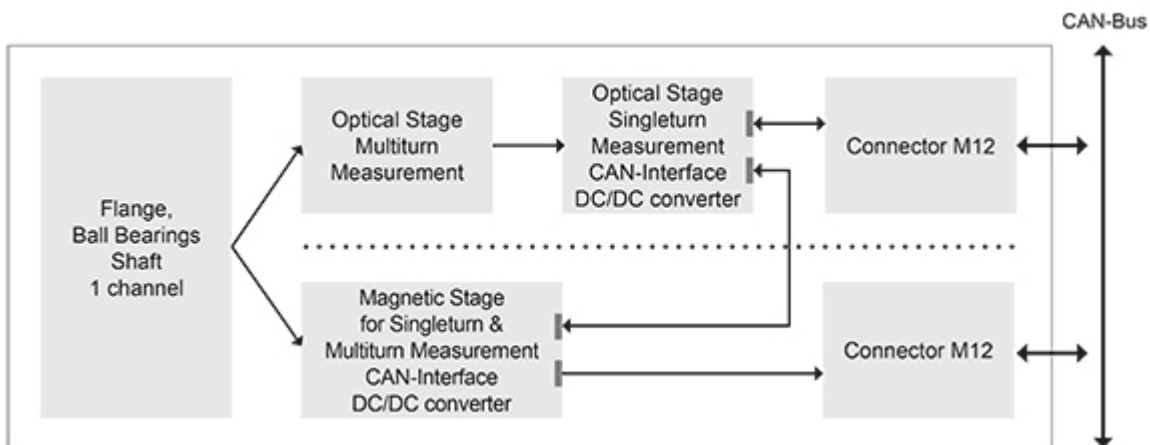 CAN-Bus
Flange,
Ball Bearings
Shaft
1 channel
Optical Stage
Multiturn
Measurement
Optical Stage
Singleturn
Measurement
CAN-Interface
DC/DC converter
Connector M12
Magnetic Stage
for Singleturn &
Multiturn Measurement
CAN-Interface
DC/DC converter
Connector M12